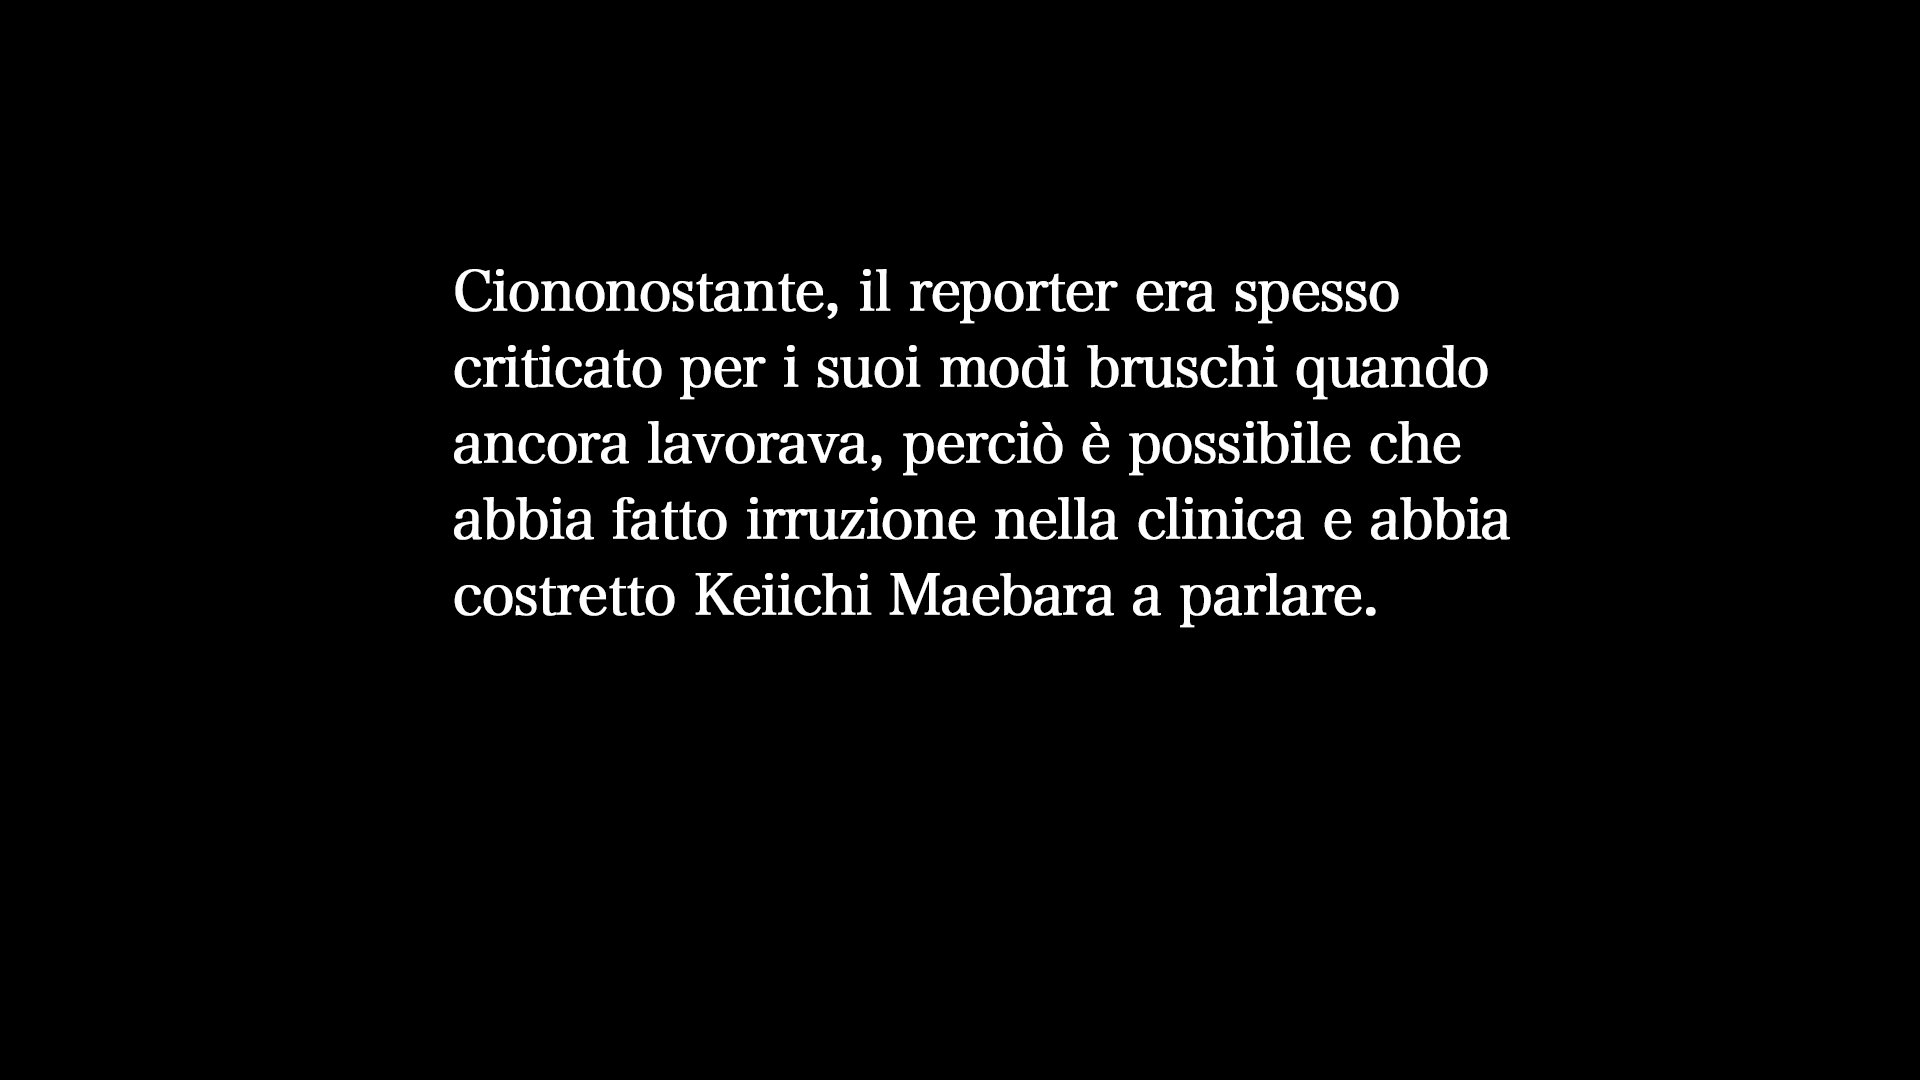 Ciononostante, il reporter era spesso
criticato per i suoi modi bruschi quando
ancora lavorava, perciò è possibile che
abbia fatto irruzione nella clinica e abbia
costretto Keiichi Maebara a parlare.